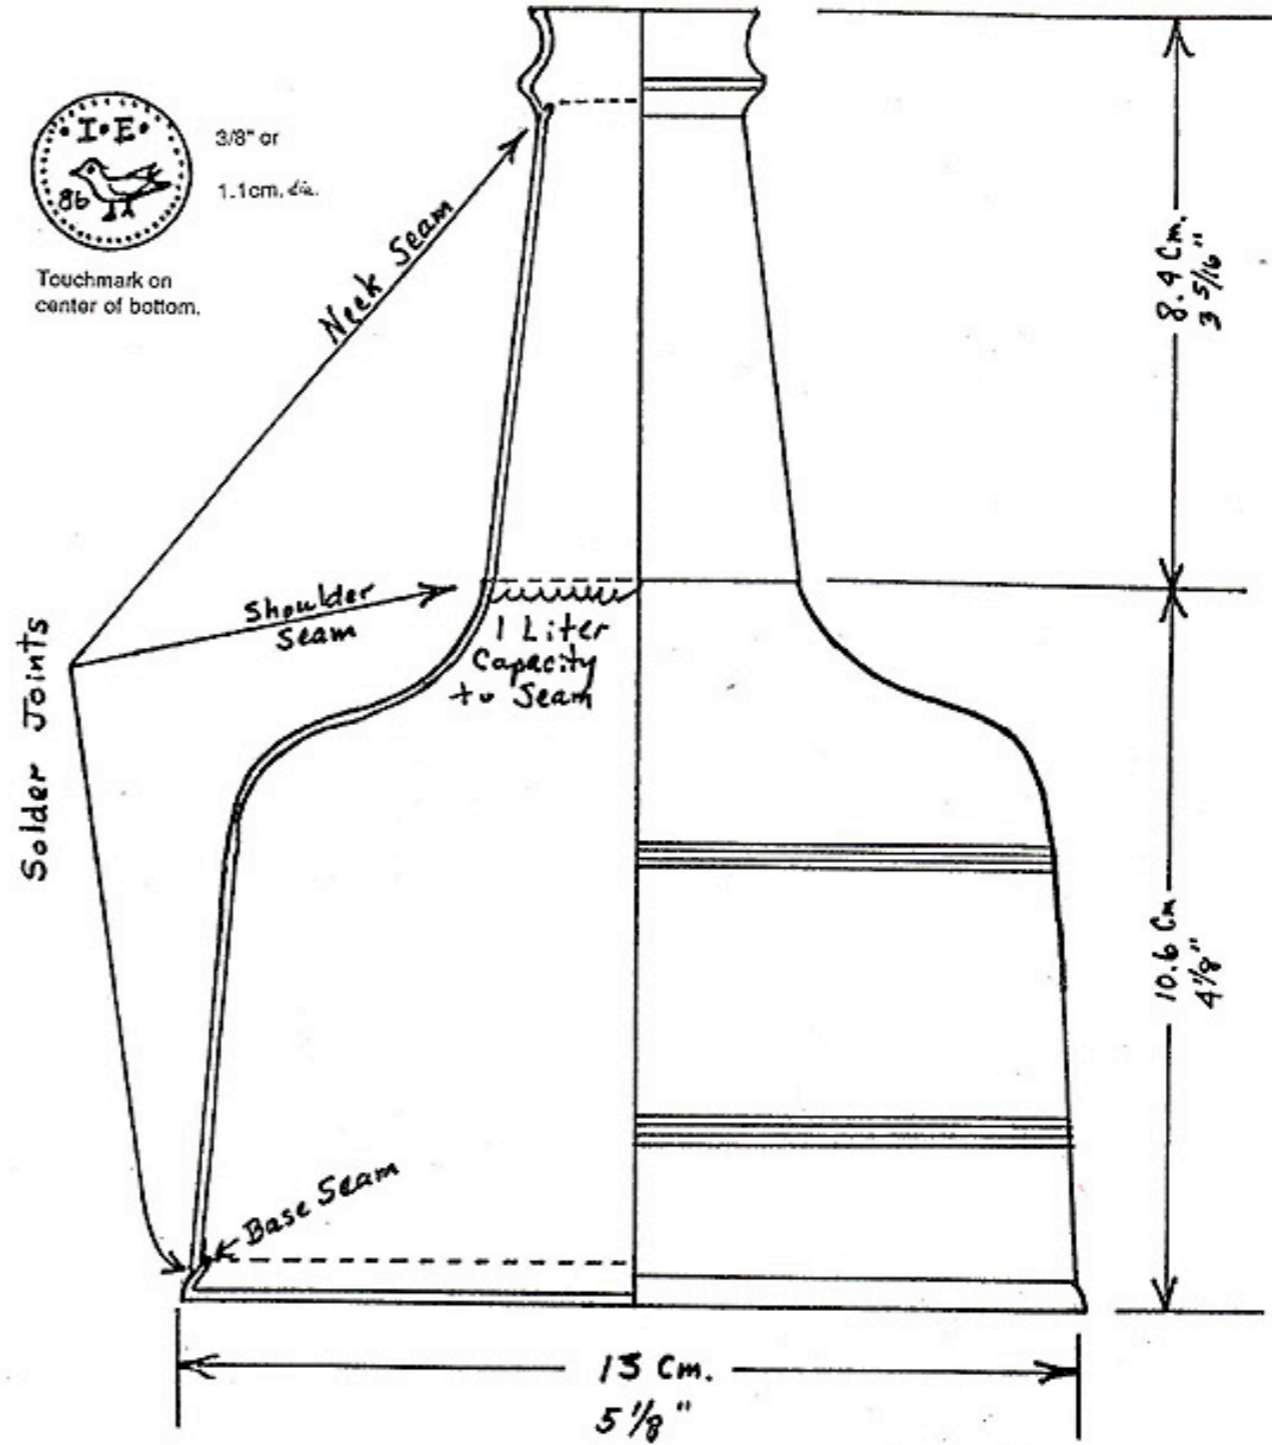 • I • E •
86
3/8" or
1.1cm. dia.
Touchmark on
center of bottom.
Neck Seam
8.4 Cm.
3 5/16"
Shoulder
Seam
1 Liter
Capacity
to Seam
Solder Joints
10.6 Cm
4 1/8"
Base Seam
13 Cm.
5 1/8"